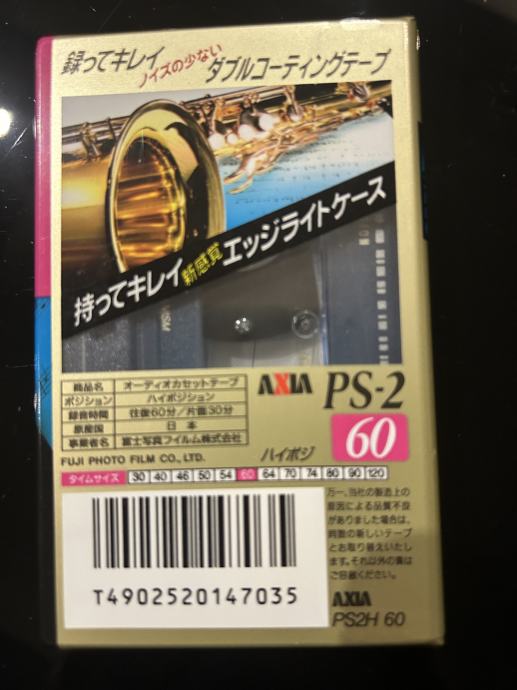 録ってキレイ ノイズの少ない ダブルコーティングテープ
持ってキレイ 新感覚 エッジライトケース
商品名 オーディオカセットテープ
ポジション ハイポジション
録音時間 往復60分/片面30分
原産国 日本
事業者名 富士写真フイルム株式会社
FUJI PHOTO FILM CO., LTD.
AXIA PS-2
ハイポジ 60
タイムサイズ 30 40 46 50 54 60 64 70 74 80 90 120
万一、当社の製造上の
原因による品質不良
がありました場合は、
同数の新しいテープ
とお取り替えいたし
ます。それ以外の責は
ご容赦ください。
T4902520147035
AXIA
PS2H 60